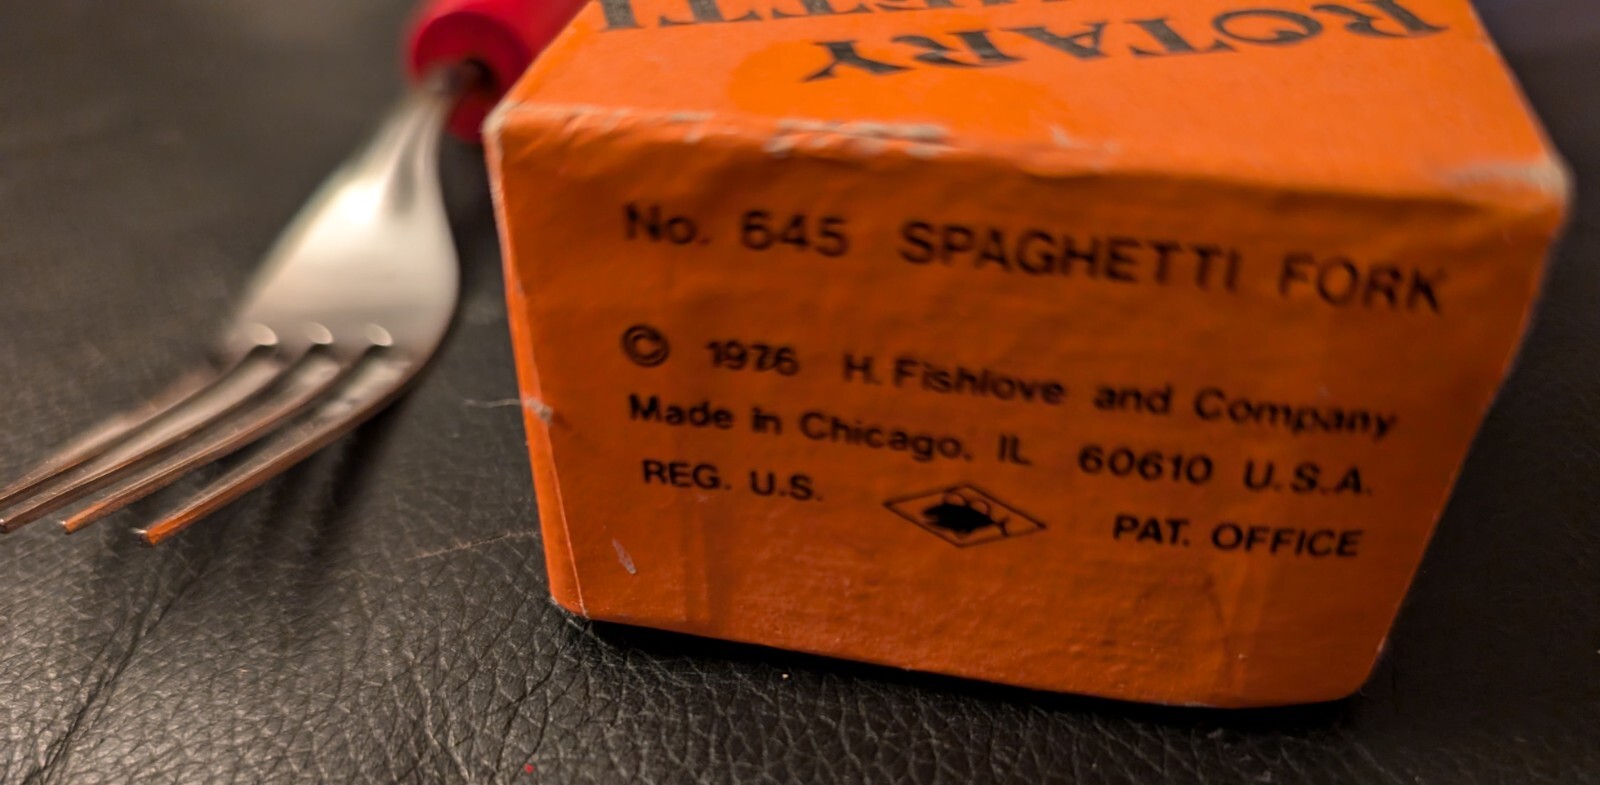 ROTARY
No. 645 SPAGHETTI FORK
© 1976 H. Fishlove and Company
Made in Chicago, IL 60610 U.S.A.
REG. U.S. PAT. OFFICE